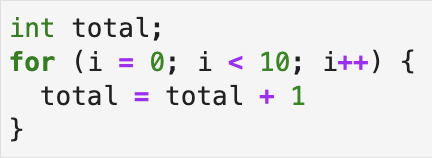 int total;
for (i = 0; i < 10; i++) {
  total = total + 1
}